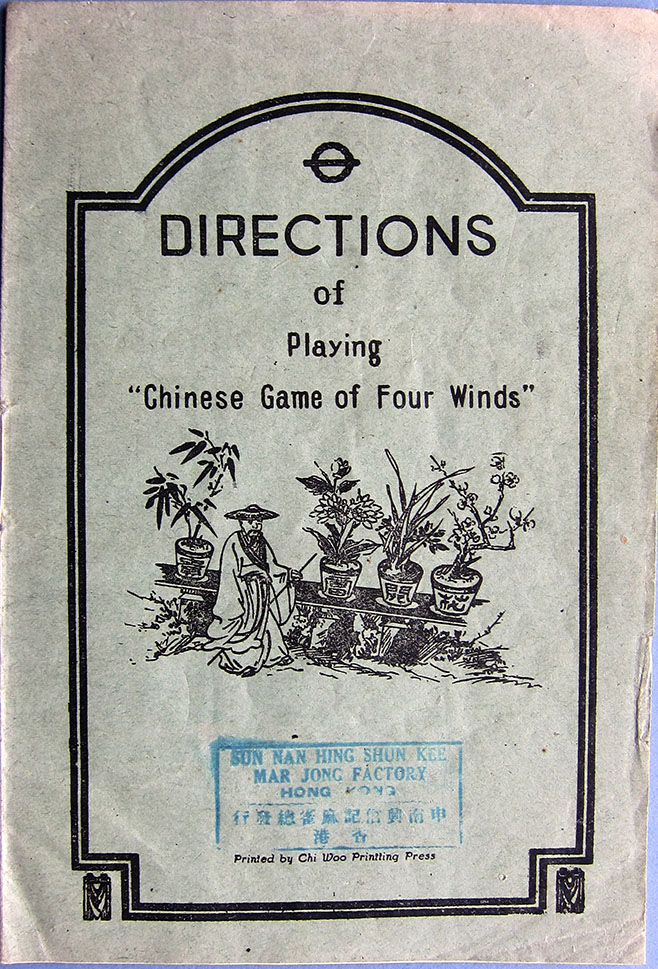 DIRECTIONS
of
Playing
“Chinese Game of Four Winds”
SUN NAN HING SHUN KEE
MAR JONG FACTORY
HONG KONG
行發總雀麻記信興南申
港香
Printed by Chi Woo Printting Press